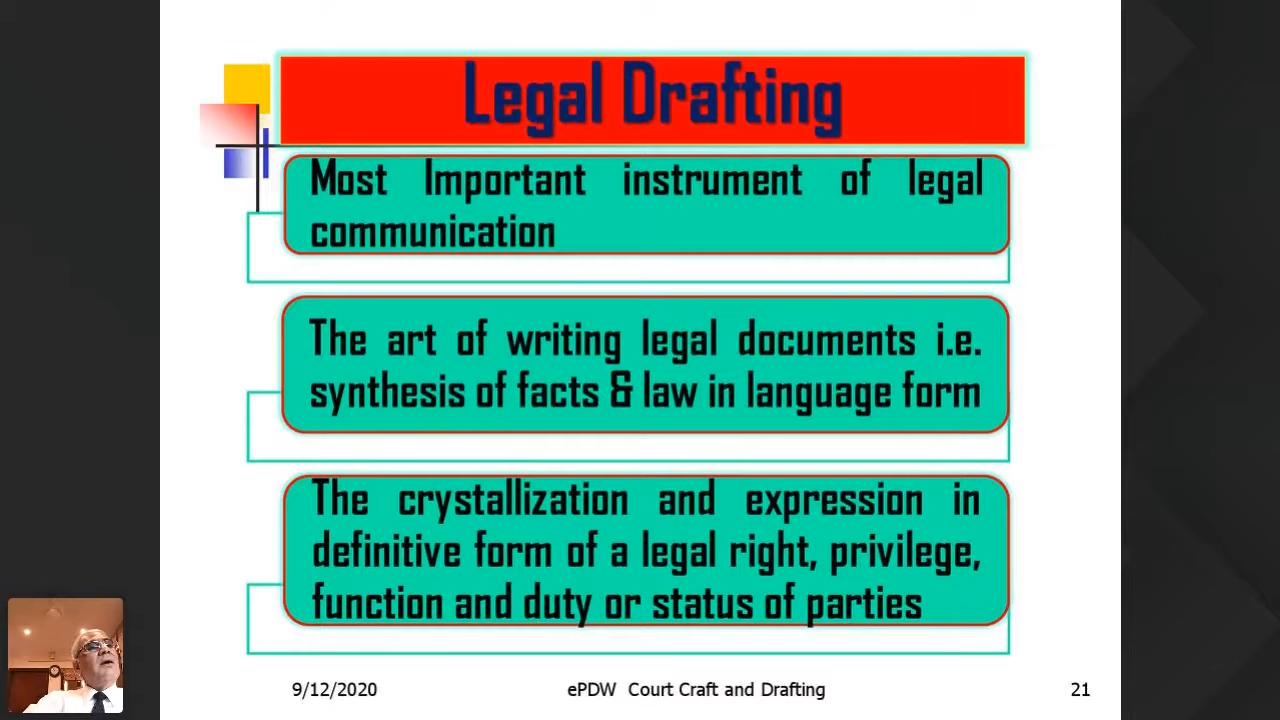 Legal Drafting
Most Important instrument of legal
communication
The art of writing legal documents i.e.
synthesis of facts & law in language form
The crystallization and expression in
definitive form of a legal right, privilege,
function and duty or status of parties
9/12/2020 ePDW Court Craft and Drafting 21